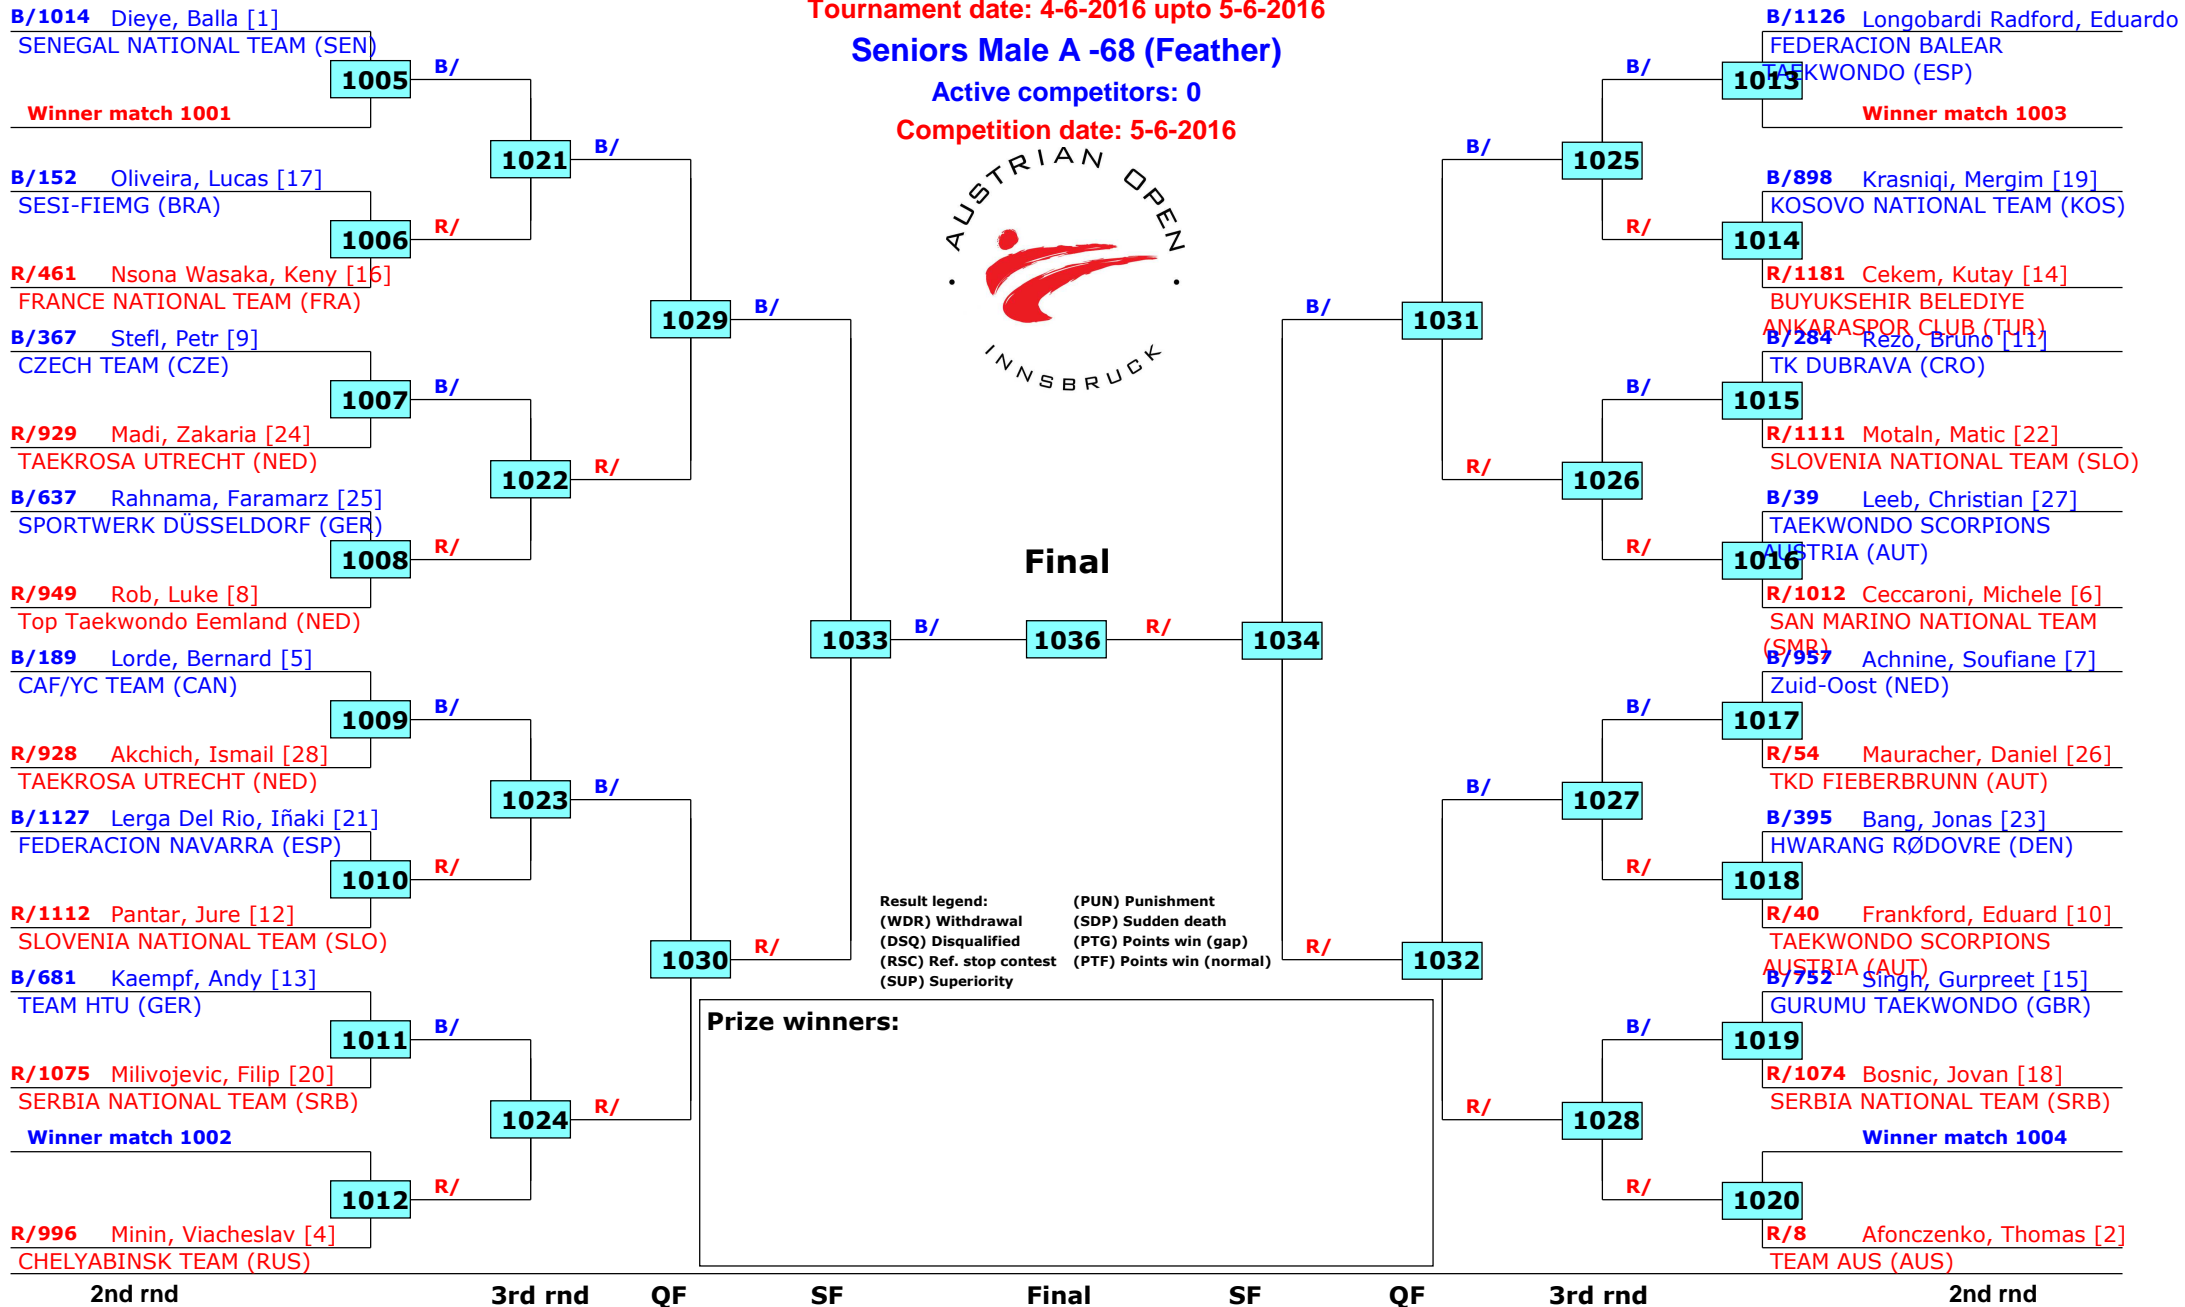 Tournament date: 4-6-2016 upto 5-6-2016
Seniors Male A -68 (Feather)
Active competitors: 0
Competition date: 5-6-2016
AUSTRIAN OPEN
INNSBRUCK
B/1014 Dieye, Balla [1]
SENEGAL NATIONAL TEAM (SEN)
1005
Winner match 1001
B/152 Oliveira, Lucas [17]
SESI-FIEMG (BRA)
1006
R/461 Nsona Wasaka, Keny [16]
FRANCE NATIONAL TEAM (FRA)
B/367 Stefl, Petr [9]
CZECH TEAM (CZE)
1007
R/929 Madi, Zakaria [24]
TAEKROSA UTRECHT (NED)
B/637 Rahnama, Faramarz [25]
SPORTWERK DÜSSELDORF (GER)
1008
R/949 Rob, Luke [8]
Top Taekwondo Eemland (NED)
B/189 Lorde, Bernard [5]
CAF/YC TEAM (CAN)
1009
R/928 Akchich, Ismail [28]
TAEKROSA UTRECHT (NED)
B/1127 Lerga Del Rio, Iñaki [21]
FEDERACION NAVARRA (ESP)
1010
R/1112 Pantar, Jure [12]
SLOVENIA NATIONAL TEAM (SLO)
B/681 Kaempf, Andy [13]
TEAM HTU (GER)
1011
R/1075 Milivojevic, Filip [20]
SERBIA NATIONAL TEAM (SRB)
Winner match 1002
1012
R/996 Minin, Viacheslav [4]
CHELYABINSK TEAM (RUS)
B/
R/
B/
R/
B/
R/
B/
R/
1021
1022
1023
1024
B/
R/
B/
R/
1029
1030
B/
R/
1033
B/
Final
1036
R/
1034
B/
R/
1031
1032
B/
R/
B/
R/
1025
1026
1027
1028
B/
R/
B/
R/
B/
R/
B/
R/
B/1126 Longobardi Radford, Eduardo
FEDERACION BALEAR
TAEKWONDO (ESP)
1013
Winner match 1003
B/898 Krasniqi, Mergim [19]
KOSOVO NATIONAL TEAM (KOS)
1014
R/1181 Cekem, Kutay [14]
BUYUKSEHIR BELEDIYE
ANKARASPOR CLUB (TUR)
B/284 Rezo, Bruno [11]
TK DUBRAVA (CRO)
1015
R/1111 Motaln, Matic [22]
SLOVENIA NATIONAL TEAM (SLO)
B/39 Leeb, Christian [27]
TAEKWONDO SCORPIONS
AUSTRIA (AUT)
1016
R/1012 Ceccaroni, Michele [6]
SAN MARINO NATIONAL TEAM
(SMR)
B/957 Achnine, Soufiane [7]
Zuid-Oost (NED)
1017
R/54 Mauracher, Daniel [26]
TKD FIEBERBRUNN (AUT)
B/395 Bang, Jonas [23]
HWARANG RØDOVRE (DEN)
1018
R/40 Frankford, Eduard [10]
TAEKWONDO SCORPIONS
AUSTRIA (AUT)
B/752 Singh, Gurpreet [15]
GURUMU TAEKWONDO (GBR)
1019
R/1074 Bosnic, Jovan [18]
SERBIA NATIONAL TEAM (SRB)
Winner match 1004
1020
R/8 Afonczenko, Thomas [2]
TEAM AUS (AUS)
Result legend: (PUN) Punishment
(WDR) Withdrawal (SDP) Sudden death
(DSQ) Disqualified (PTG) Points win (gap)
(RSC) Ref. stop contest (PTF) Points win (normal)
(SUP) Superiority
Prize winners:
2nd rnd 3rd rnd QF SF Final SF QF 3rd rnd 2nd rnd